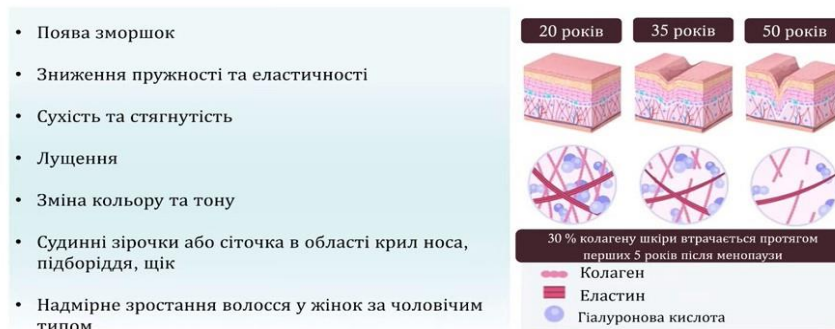 • Поява зморшок
• Зниження пружності та еластичності
• Сухість та стягнутість
• Лущення
• Зміна кольору та тону
• Судинні зірочки або сіточка в області крил носа,
підборіддя, щік
• Надмірне зростання волосся у жінок за чоловічим
типом
20 років
35 років
50 років
30 % колагену шкіри втрачається протягом
перших 5 років після менопаузи
Колаген
Еластин
Гіалуронова кислота